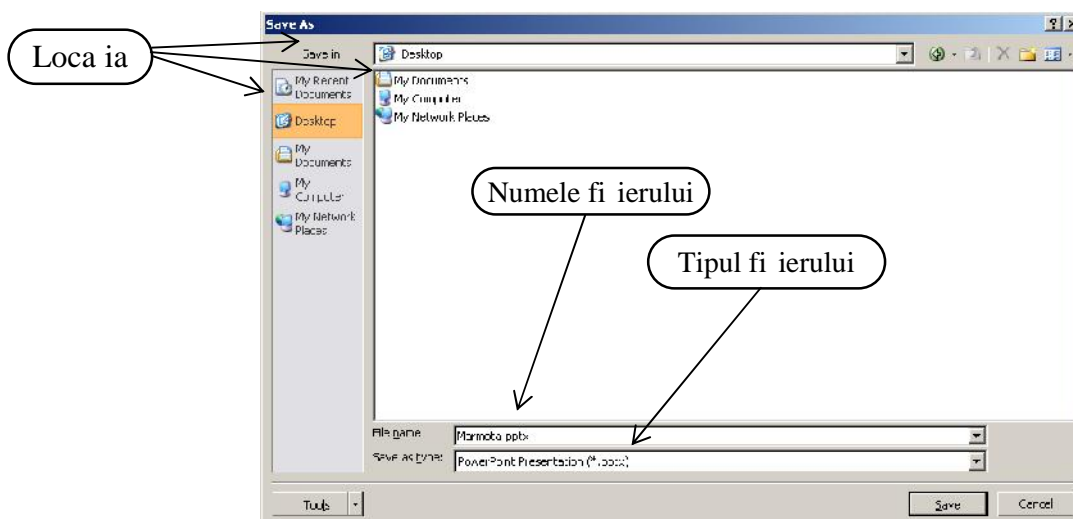 Save As
Loca ia
Save in
Desktop
My Recent
Documents
Desktop
My
Documents
My
Computer
My Network
Places
My Documents
My Computer
My Network Places
Numele fi ierului
Tipul fi ierului
File name
Marmota.pptx
Save as type:
PowerPoint Presentation (*.pptx)
Tools
Save
Cancel